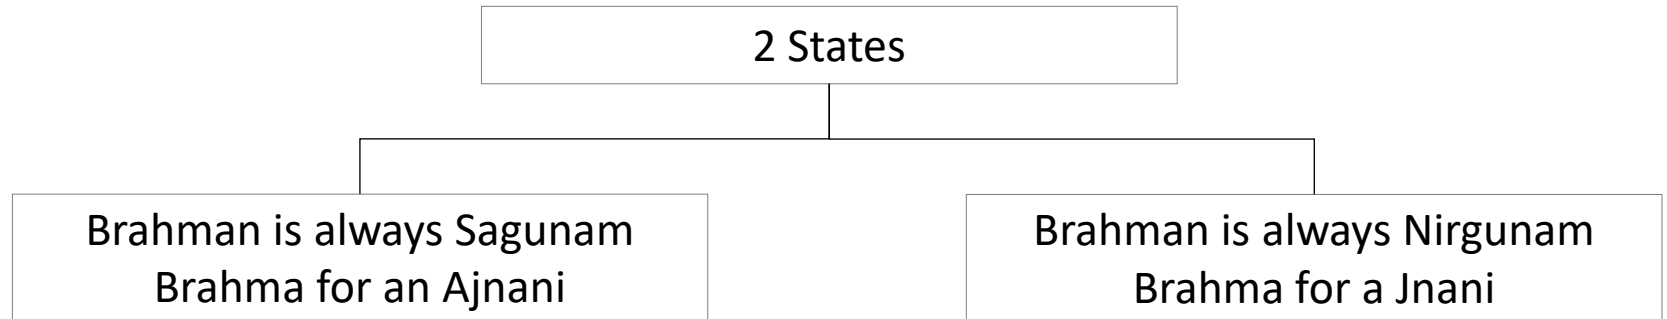 2 States
Brahman is always Sagunam
Brahma for an Ajnani
Brahman is always Nirgunam
Brahma for a Jnani